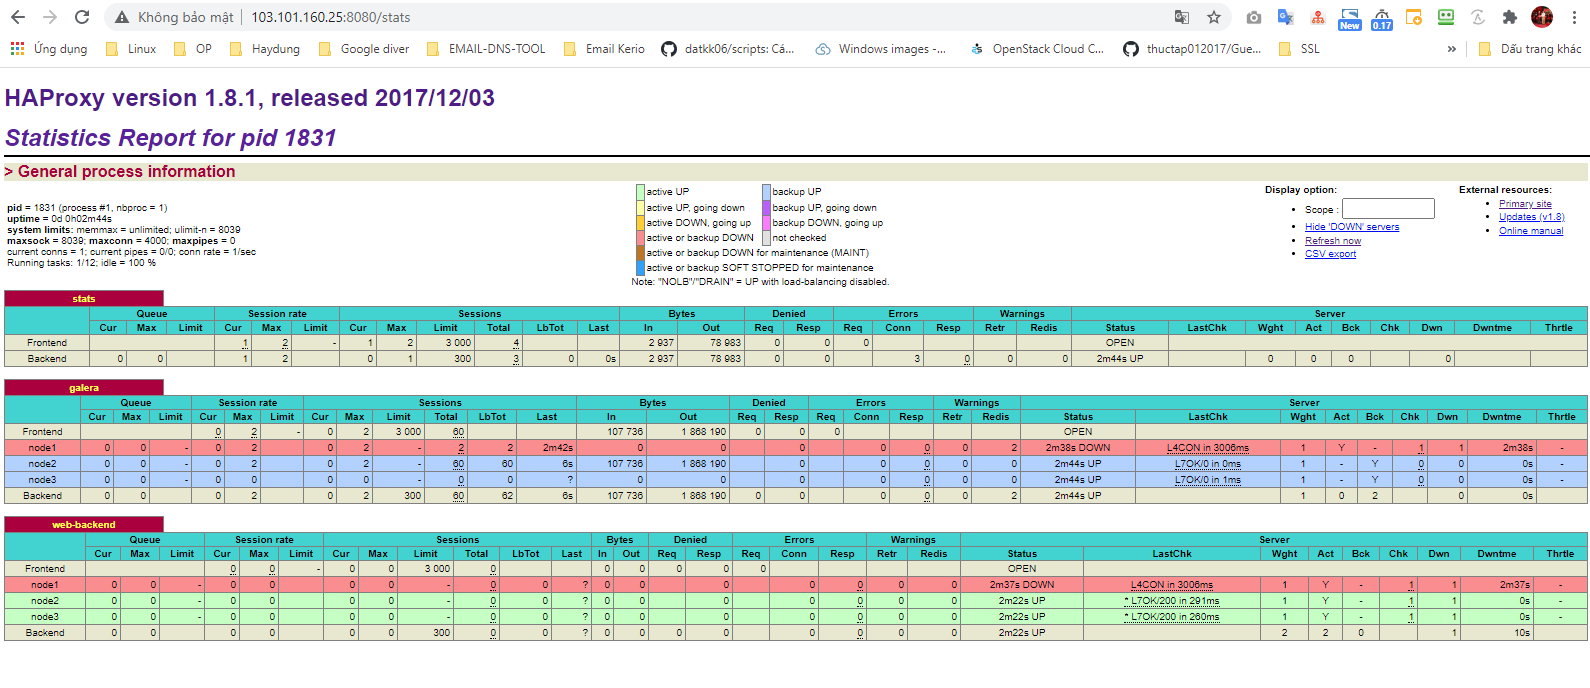 Không bảo mật | 103.101.160.25:8080/stats
New 0.17
Ứng dụng Linux OP Haydung Google diver EMAIL-DNS-TOOL Email Kerio datkk06/scripts: Cá... Windows images -... OpenStack Cloud C... thuctap012017/Gue... SSL » Dấu trang khác
HAProxy version 1.8.1, released 2017/12/03
Statistics Report for pid 1831
> General process information
pid = 1831 (process #1, nbproc = 1)
uptime = 0d 0h02m44s
system limits: memmax = unlimited; ulimit-n = 8039
maxsock = 8039; maxconn = 4000; maxpipes = 0
current conns = 1; current pipes = 0/0; conn rate = 1/sec
Running tasks: 1/12; idle = 100 %
active UP backup UP
active UP, going down backup UP, going down
active DOWN, going up backup DOWN, going up
active or backup DOWN not checked
active or backup DOWN for maintenance (MAINT)
active or backup SOFT STOPPED for maintenance
Note: "NOLB"/"DRAIN" = UP with load-balancing disabled.
Display option:
• Scope :
• Hide 'DOWN' servers
• Refresh now
• CSV export
External resources:
• Primary site
• Updates (v1.8)
• Online manual
stats
Queue Session rate Sessions Bytes Denied Errors Warnings Server
Cur Max Limit Cur Max Limit Cur Max Limit Total LbTot Last In Out Req Resp Req Conn Resp Retr Redis Status LastChk Wght Act Bck Chk Dwn Dwntme Thrtle
Frontend 1 2 - 1 2 3 000 4 2 937 78 983 0 0 0 OPEN
Backend 0 0 1 2 0 1 300 3 0 0s 2 937 78 983 0 0 3 0 0 0 2m44s UP 0 0 0 0
galera
Queue Session rate Sessions Bytes Denied Errors Warnings Server
Cur Max Limit Cur Max Limit Cur Max Limit Total LbTot Last In Out Req Resp Req Conn Resp Retr Redis Status LastChk Wght Act Bck Chk Dwn Dwntme Thrtle
Frontend 0 2 - 0 2 3 000 60 107 736 1 868 190 0 0 0 OPEN
node1 0 0 - 0 2 0 2 - 2 2 2m42s 0 0 0 0 0 0 2 2m38s DOWN L4CON in 3006ms 1 Y - 1 1 2m38s -
node2 0 0 - 0 2 0 2 - 60 60 6s 107 736 1 868 190 0 0 0 0 0 2m44s UP L7OK/0 in 0ms 1 - Y 0 0 0s -
node3 0 0 - 0 0 0 0 - 0 0 ? 0 0 0 0 0 0 0 2m44s UP L7OK/0 in 1ms 1 - Y 0 0 0s -
Backend 0 0 0 2 0 2 300 60 62 6s 107 736 1 868 190 0 0 0 0 0 2 2m44s UP 1 0 2 0 0s
web-backend
Queue Session rate Sessions Bytes Denied Errors Warnings Server
Cur Max Limit Cur Max Limit Cur Max Limit Total LbTot Last In Out Req Resp Req Conn Resp Retr Redis Status LastChk Wght Act Bck Chk Dwn Dwntme Thrtle
Frontend 0 0 - 0 0 3 000 0 0 0 0 0 0 OPEN
node1 0 0 - 0 0 0 0 - 0 0 ? 0 0 0 0 0 0 0 2m37s DOWN L4CON in 3006ms 1 Y - 1 1 2m37s -
node2 0 0 - 0 0 0 0 - 0 0 ? 0 0 0 0 0 0 0 2m22s UP * L7OK/200 in 291ms 1 Y - 1 1 0s -
node3 0 0 - 0 0 0 0 - 0 0 ? 0 0 0 0 0 0 0 2m22s UP * L7OK/200 in 260ms 1 Y - 1 1 0s -
Backend 0 0 0 0 0 0 300 0 0 ? 0 0 0 0 0 0 0 0 2m22s UP 2 2 0 1 10s